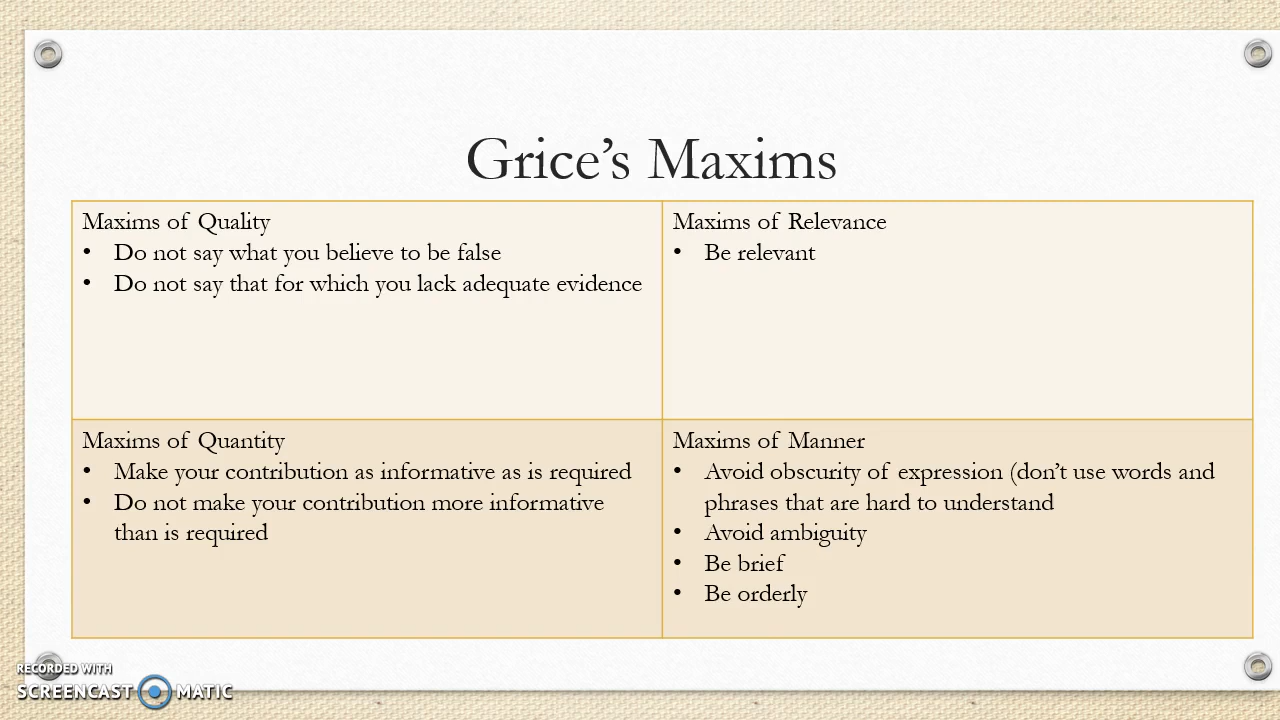 Grice’s Maxims
Maxims of Quality
• Do not say what you believe to be false
• Do not say that for which you lack adequate evidence
Maxims of Relevance
• Be relevant
Maxims of Quantity
• Make your contribution as informative as is required
• Do not make your contribution more informative
than is required
Maxims of Manner
• Avoid obscurity of expression (don’t use words and
phrases that are hard to understand
• Avoid ambiguity
• Be brief
• Be orderly
RECORDED WITH
SCREENCAST MATIC